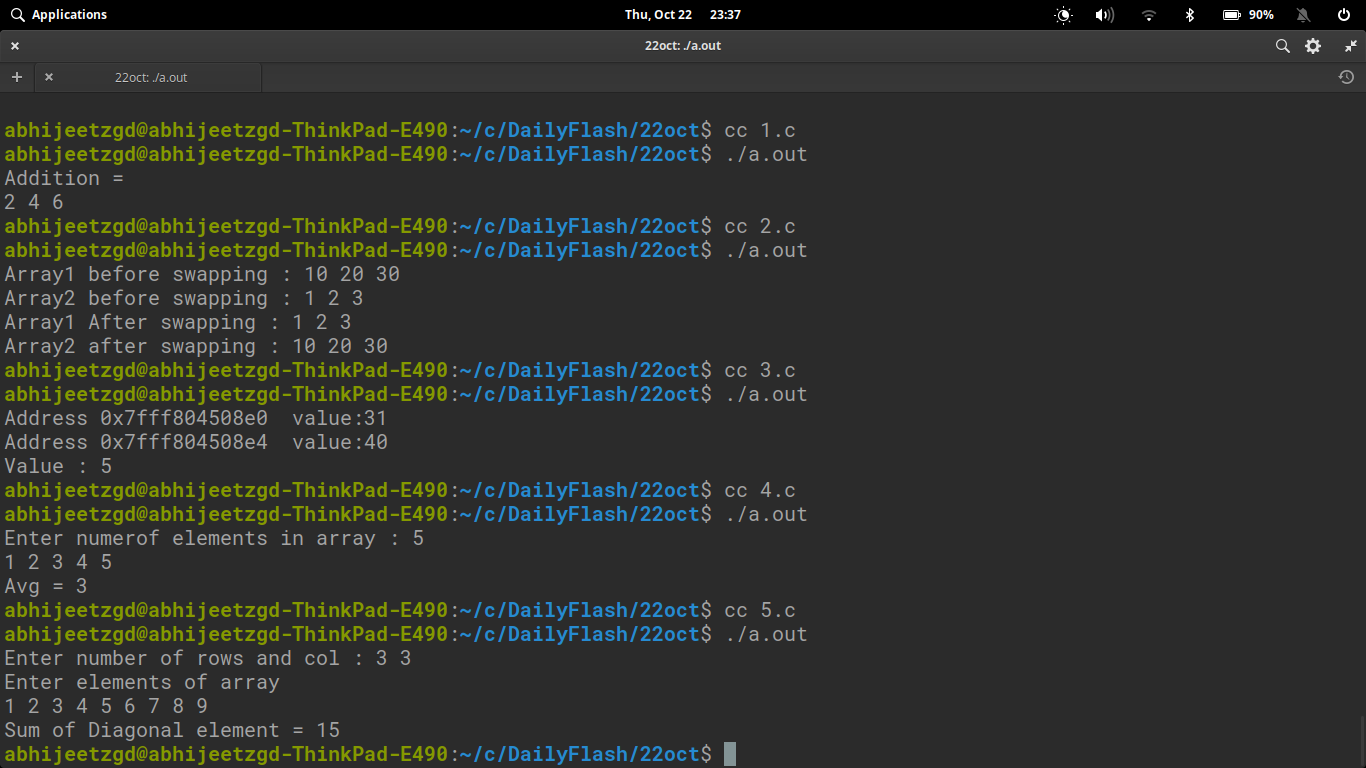 Applications Thu, Oct 22 23:37 90%
22oct: ./a.out
22oct: ./a.out
abhijeetzgd@abhijeetzgd-ThinkPad-E490:~/c/DailyFlash/22oct$ cc 1.c
abhijeetzgd@abhijeetzgd-ThinkPad-E490:~/c/DailyFlash/22oct$ ./a.out
Addition =
2 4 6
abhijeetzgd@abhijeetzgd-ThinkPad-E490:~/c/DailyFlash/22oct$ cc 2.c
abhijeetzgd@abhijeetzgd-ThinkPad-E490:~/c/DailyFlash/22oct$ ./a.out
Array1 before swapping : 10 20 30
Array2 before swapping : 1 2 3
Array1 After swapping : 1 2 3
Array2 after swapping : 10 20 30
abhijeetzgd@abhijeetzgd-ThinkPad-E490:~/c/DailyFlash/22oct$ cc 3.c
abhijeetzgd@abhijeetzgd-ThinkPad-E490:~/c/DailyFlash/22oct$ ./a.out
Address 0x7fff804508e0  value:31
Address 0x7fff804508e4  value:40
Value : 5
abhijeetzgd@abhijeetzgd-ThinkPad-E490:~/c/DailyFlash/22oct$ cc 4.c
abhijeetzgd@abhijeetzgd-ThinkPad-E490:~/c/DailyFlash/22oct$ ./a.out
Enter numerof elements in array : 5
1 2 3 4 5
Avg = 3
abhijeetzgd@abhijeetzgd-ThinkPad-E490:~/c/DailyFlash/22oct$ cc 5.c
abhijeetzgd@abhijeetzgd-ThinkPad-E490:~/c/DailyFlash/22oct$ ./a.out
Enter number of rows and col : 3 3
Enter elements of array
1 2 3 4 5 6 7 8 9
Sum of Diagonal element = 15
abhijeetzgd@abhijeetzgd-ThinkPad-E490:~/c/DailyFlash/22oct$